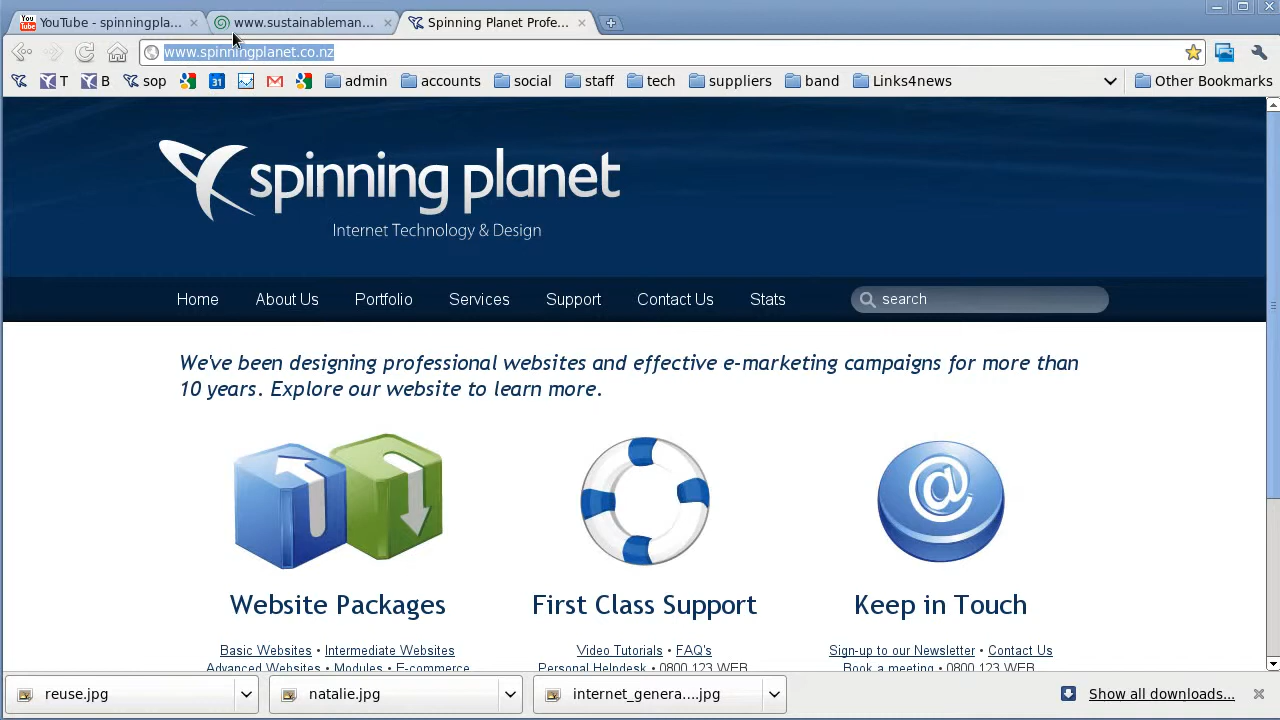 YouTube - spinningpla...
www.sustainableman...
Spinning Planet Profe...
www.spinningplanet.co.nz
T
B
sop
31
admin
accounts
social
staff
tech
suppliers
band
Links4news
Other Bookmarks
spinning planet
Internet Technology & Design
Home
About Us
Portfolio
Services
Support
Contact Us
Stats
search
We've been designing professional websites and effective e-marketing campaigns for more than
10 years. Explore our website to learn more.
Website Packages
Basic Websites • Intermediate Websites
Advanced Websites • Modules • E-commerce
First Class Support
Video Tutorials • FAQ's
Personal Helpdesk • 0800 123 WEB
Keep in Touch
Sign-up to our Newsletter • Contact Us
Book a meeting • 0800 123 WEB
reuse.jpg
natalie.jpg
internet_genera....jpg
Show all downloads...